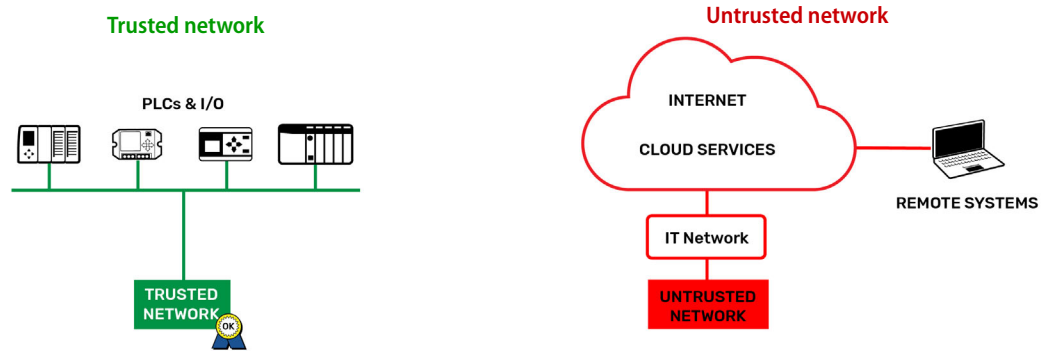 Trusted network
Untrusted network
PLCs & I/O
INTERNET
CLOUD SERVICES
REMOTE SYSTEMS
IT Network
TRUSTED
NETWORK
OK
UNTRUSTED
NETWORK